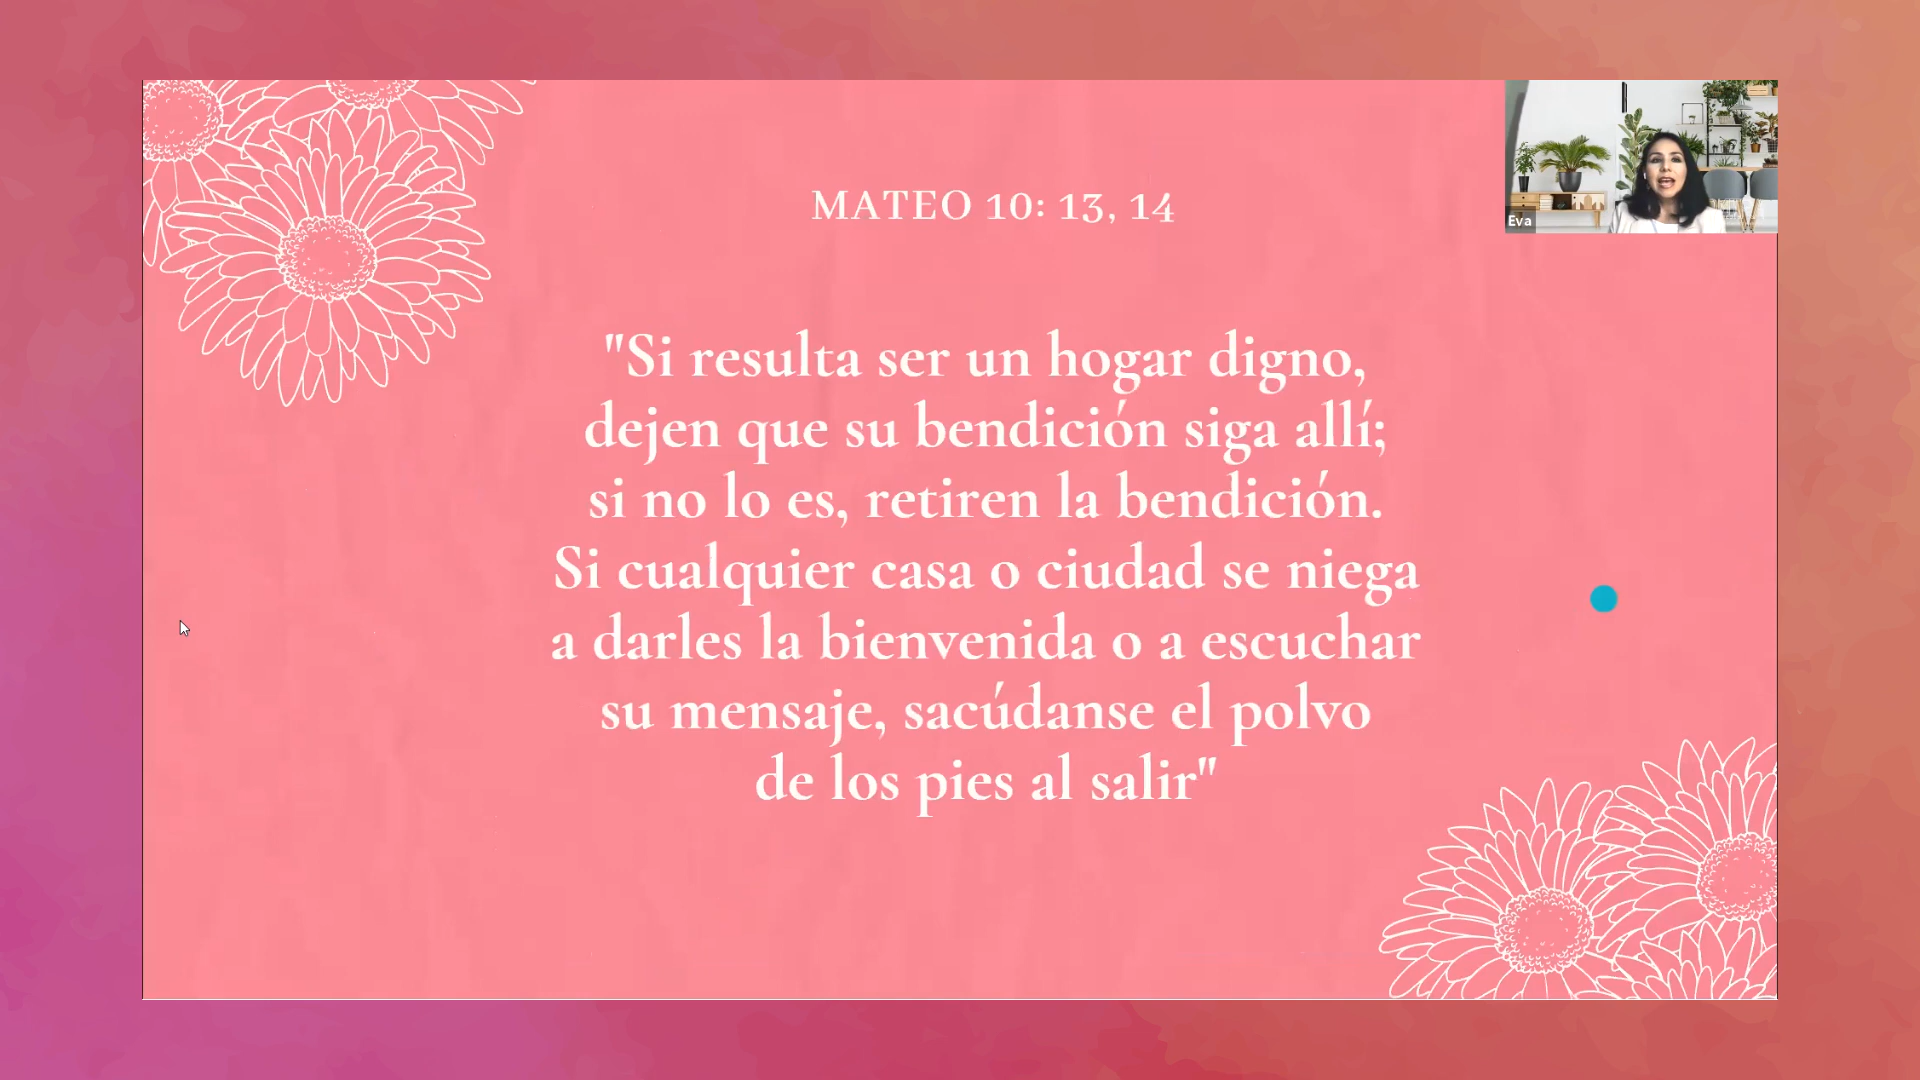 MATEO 10: 13, 14
Eva
"Si resulta ser un hogar digno,
dejen que su bendición siga allí;
si no lo es, retiren la bendición.
Si cualquier casa o ciudad se niega
a darles la bienvenida o a escuchar
su mensaje, sacúdanse el polvo
de los pies al salir"